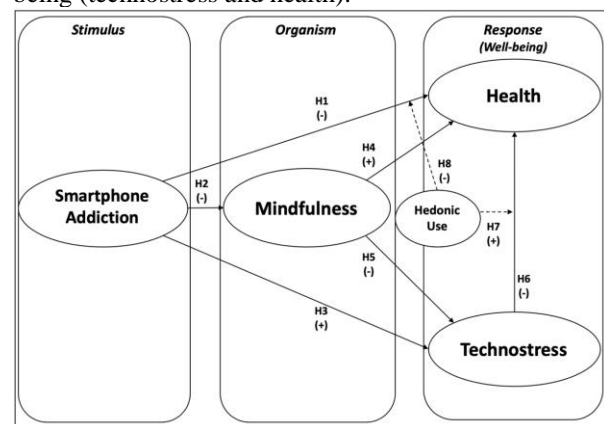 being (technostress and health).
Stimulus
Organism
Response
(Well-being)
Health
H1
(-)
H4
(+)
H8
(-)
Smartphone
Addiction
H2
(-)
Mindfulness
Hedonic
Use
H7
(+)
H5
(-)
H6
(-)
H3
(+)
Technostress